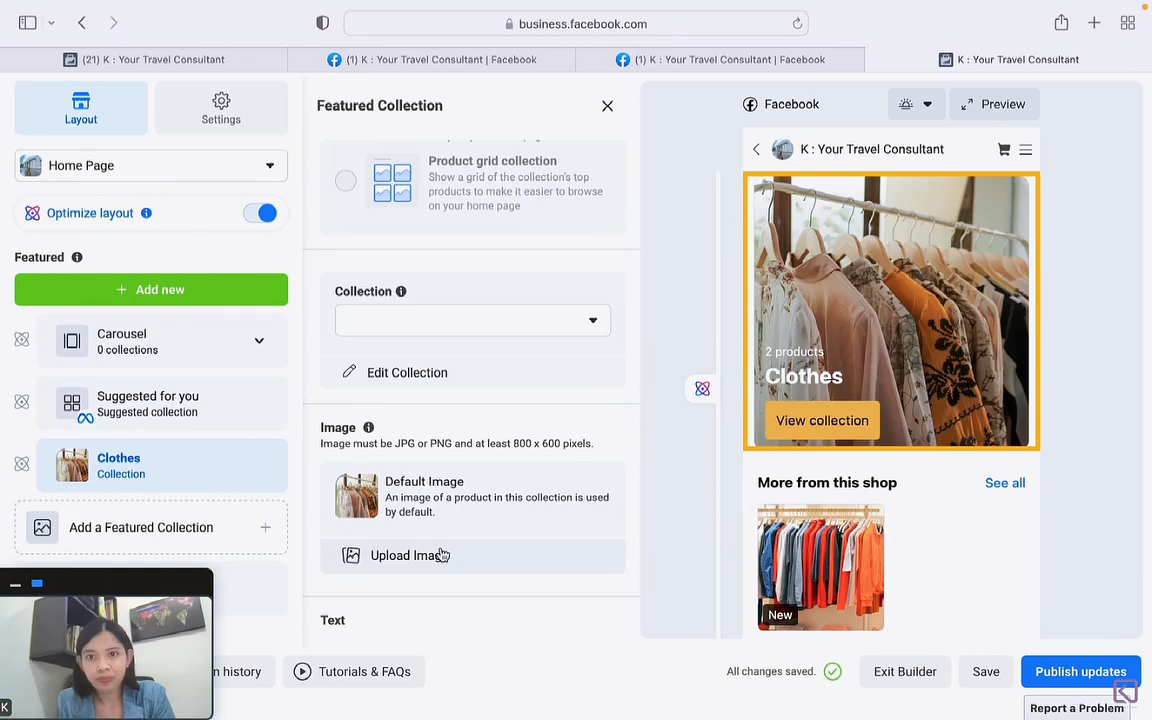 business.facebook.com
(21) K : Your Travel Consultant
(1) K : Your Travel Consultant | Facebook
(1) K : Your Travel Consultant | Facebook
K : Your Travel Consultant
Layout
Settings
Home Page
Optimize layout
Featured
+ Add new
Carousel
0 collections
Suggested for you
Suggested collection
Clothes
Collection
Add a Featured Collection
Featured Collection
Product grid collection
Show a grid of the collection's top
products to make it easier to browse
on your home page
Collection
Edit Collection
Image
Image must be JPG or PNG and at least 800 x 600 pixels.
Default Image
An image of a product in this collection is used
by default.
Upload Image
Text
Facebook
Preview
K : Your Travel Consultant
2 products
Clothes
View collection
More from this shop
See all
New
K
Tutorials & FAQs
All changes saved.
Exit Builder
Save
Publish updates
Report a Problem